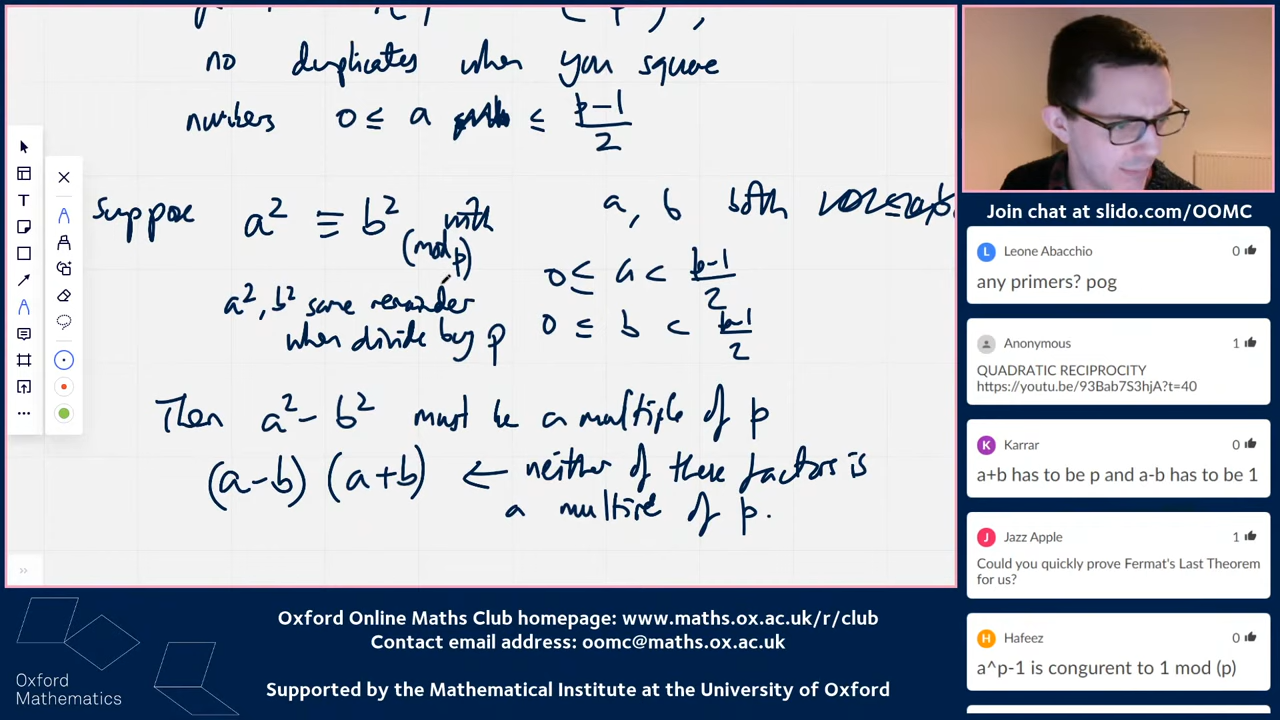 no duplicates when you square
numbers 0 ≤ a ≤ p-1/2
Suppose a² ≡ b² with a, b both
(mod p)
0 ≤ a < p-1/2
a², b² same remainder
0 ≤ b < p-1/2
when divide by p
Then a² - b² must be a multiple of p
(a-b) (a+b) ← neither of these factors is
a multiple of p.
Join chat at slido.com/OOMC
L Leone Abacchio 0
any primers? pog
Anonymous 1
QUADRATIC RECIPROCITY
https://youtu.be/93Bab7S3hjA?t=40
K Karrar 0
a+b has to be p and a-b has to be 1
J Jazz Apple 1
Could you quickly prove Fermat's Last Theorem
for us?
H Hafeez 0
a^p-1 is congurent to 1 mod (p)
Oxford Online Maths Club homepage: www.maths.ox.ac.uk/r/club
Contact email address: oomc@maths.ox.ac.uk
Supported by the Mathematical Institute at the University of Oxford
Oxford
Mathematics